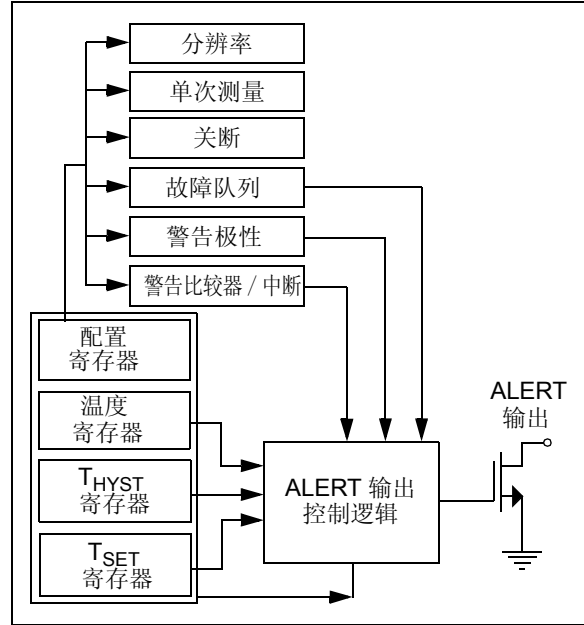 分辨率
单次测量
关断
故障队列
警告极性
警告比较器 / 中断
配置
寄存器
温度
寄存器
THYST
寄存器
TSET
寄存器
ALERT 输出
控制逻辑
ALERT
输出